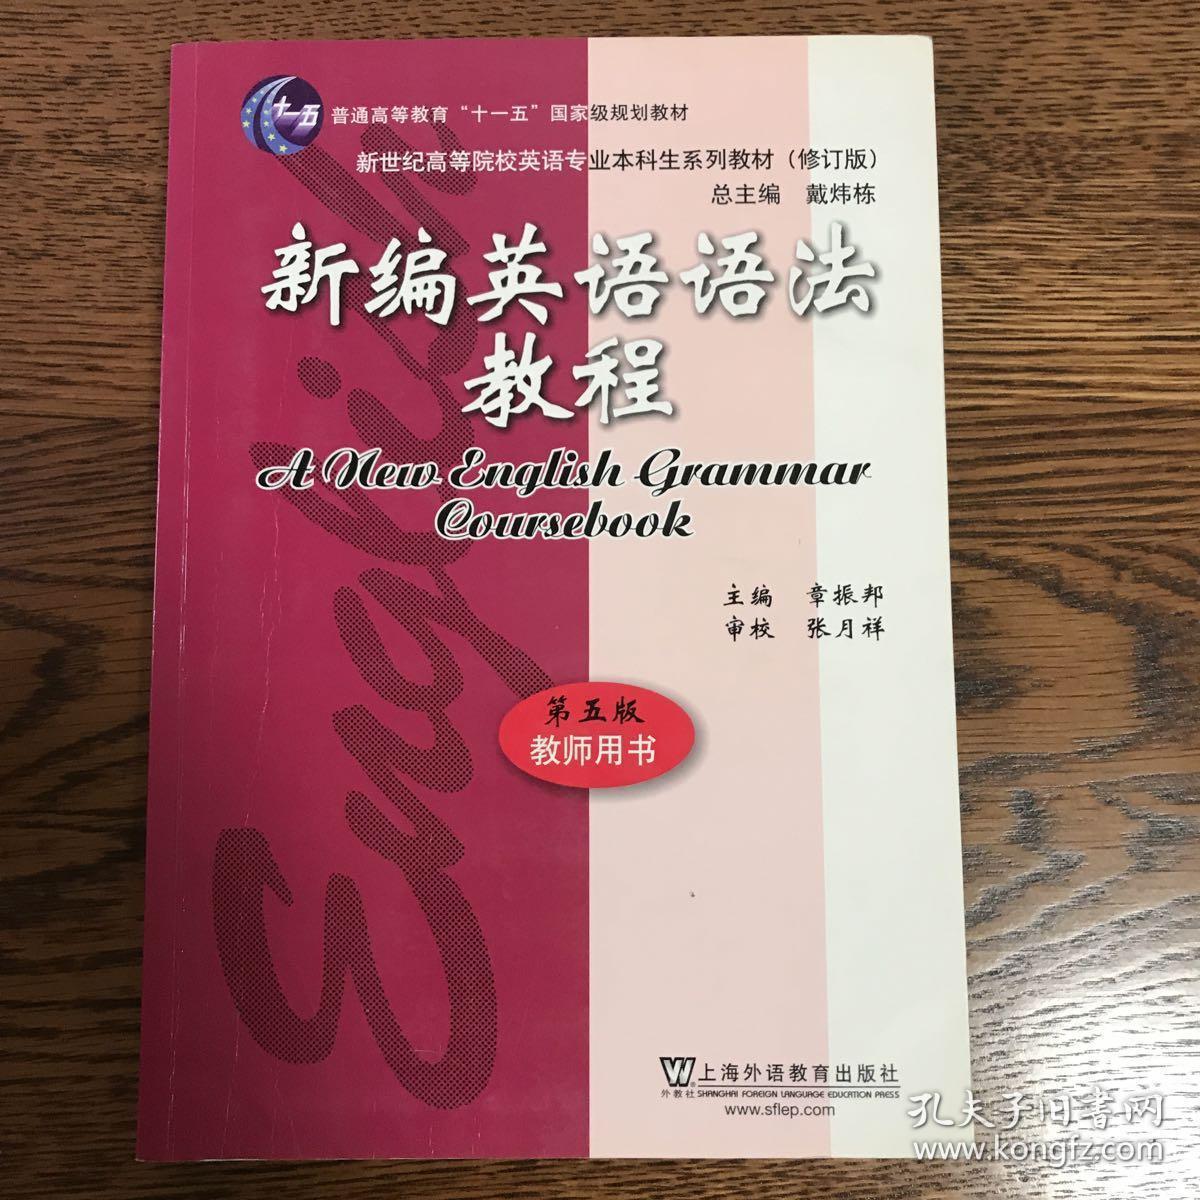 十一五
普通高等教育“十一五”国家级规划教材
新世纪高等院校英语专业本科生系列教材（修订版）
总主编 戴炜栋
English
新编英语语法
教程
A New English Grammar
Coursebook
主编 章振邦
审校 张月祥
第五版
教师用书
W 上海外语教育出版社
外教社 SHANGHAI FOREIGN LANGUAGE EDUCATION PRESS
www.sflep.com
孔夫子旧书网
www.kongfz.com